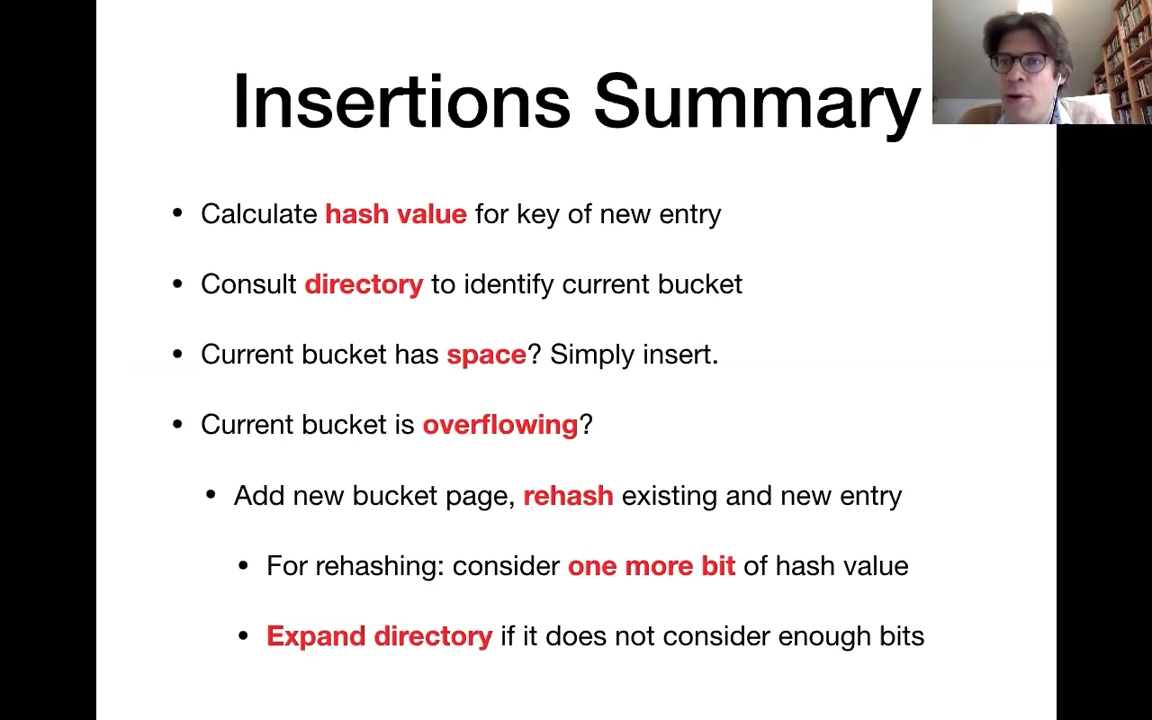 Insertions Summary
• Calculate hash value for key of new entry
• Consult directory to identify current bucket
• Current bucket has space? Simply insert.
• Current bucket is overflowing?
• Add new bucket page, rehash existing and new entry
• For rehashing: consider one more bit of hash value
• Expand directory if it does not consider enough bits